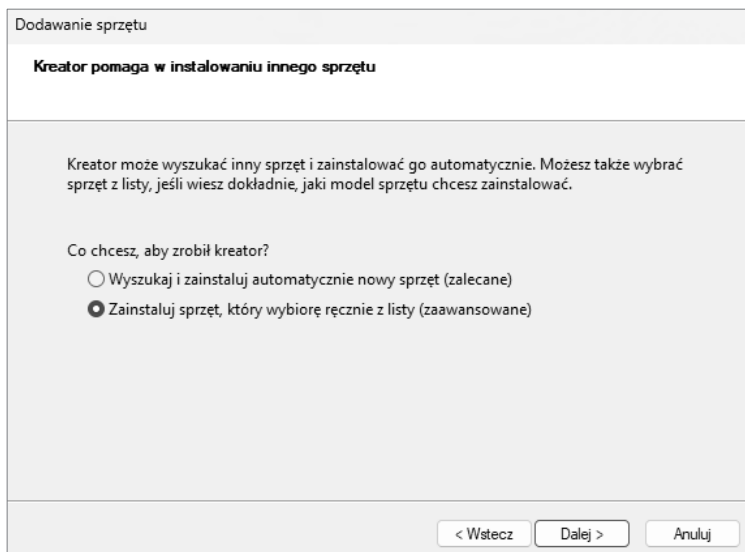 Dodawanie sprzętu
Kreator pomaga w instalowaniu innego sprzętu
Kreator może wyszukać inny sprzęt i zainstalować go automatycznie. Możesz także wybrać
sprzęt z listy, jeśli wiesz dokładnie, jaki model sprzętu chcesz zainstalować.
Co chcesz, aby zrobił kreator?
Wyszukaj i zainstaluj automatycznie nowy sprzęt (zalecane)
Zainstaluj sprzęt, który wybiorę ręcznie z listy (zaawansowane)
< Wstecz Dalej > Anuluj